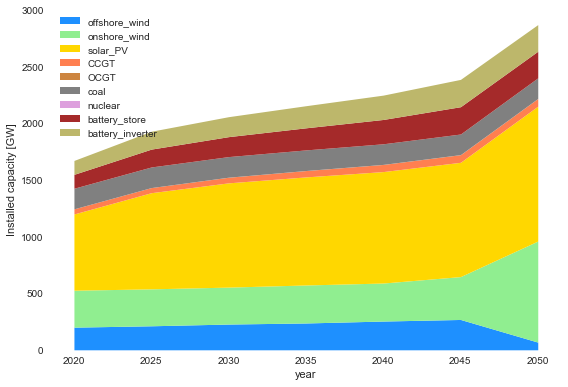 3000
2500
2000
1500
1000
500
0
Installed capacity [GW]
offshore_wind
onshore_wind
solar_PV
CCGT
OCGT
coal
nuclear
battery_store
battery_inverter
2020 2025 2030 2035 2040 2045 2050
year